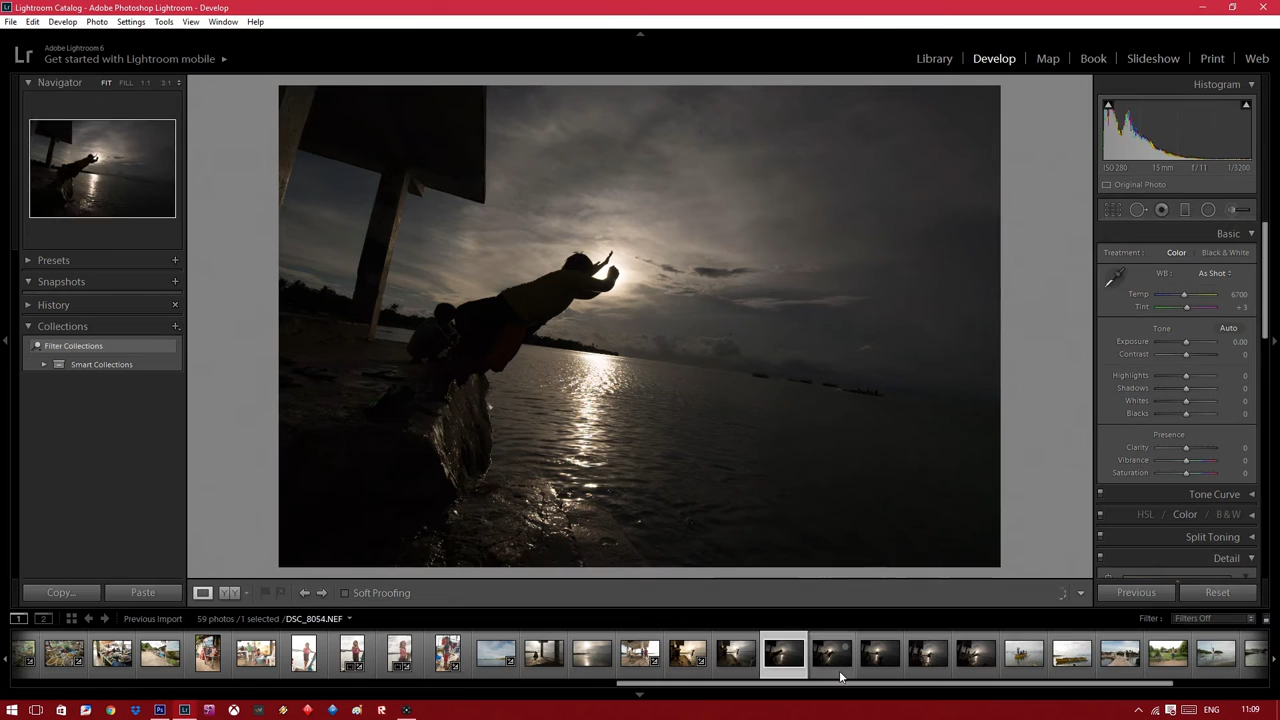 Lightroom Catalog - Adobe Photoshop Lightroom - Develop
File Edit Develop Photo Settings Tools View Window Help
Lr
Adobe Lightroom 6
Get started with Lightroom mobile
Library | Develop | Map | Book | Slideshow | Print | Web
Navigator FIT FILL 1:1 3:1
Presets
Snapshots
History
Collections
Filter Collections
Smart Collections
Copy... Paste
Soft Proofing
Histogram
ISO 280 15 mm f / 11 1/3200
Original Photo
Basic
Treatment : Color Black & White
WB : As Shot
Temp 6700
Tint + 3
Tone Auto
Exposure 0.00
Contrast 0
Highlights 0
Shadows 0
Whites 0
Blacks 0
Presence
Clarity 0
Vibrance 0
Saturation 0
Tone Curve
HSL / Color / B & W
Split Toning
Detail
Previous Reset
1 2 Previous Import 59 photos / 1 selected / DSC_8054.NEF
Filter : Filters Off
Ps Lr R ENG 11:09